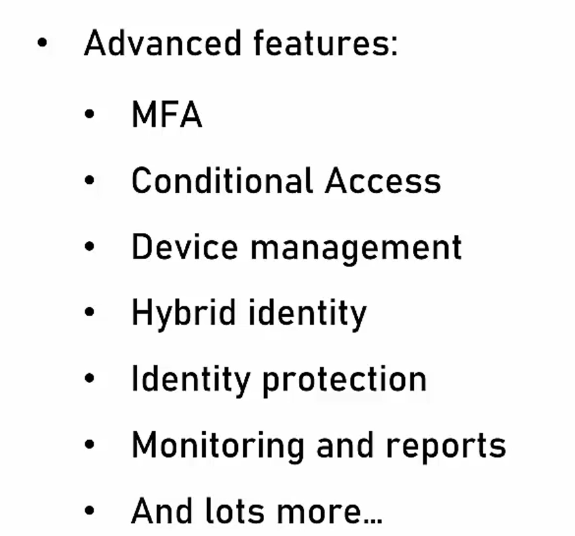 • Advanced features:
• MFA
• Conditional Access
• Device management
• Hybrid identity
• Identity protection
• Monitoring and reports
• And lots more…